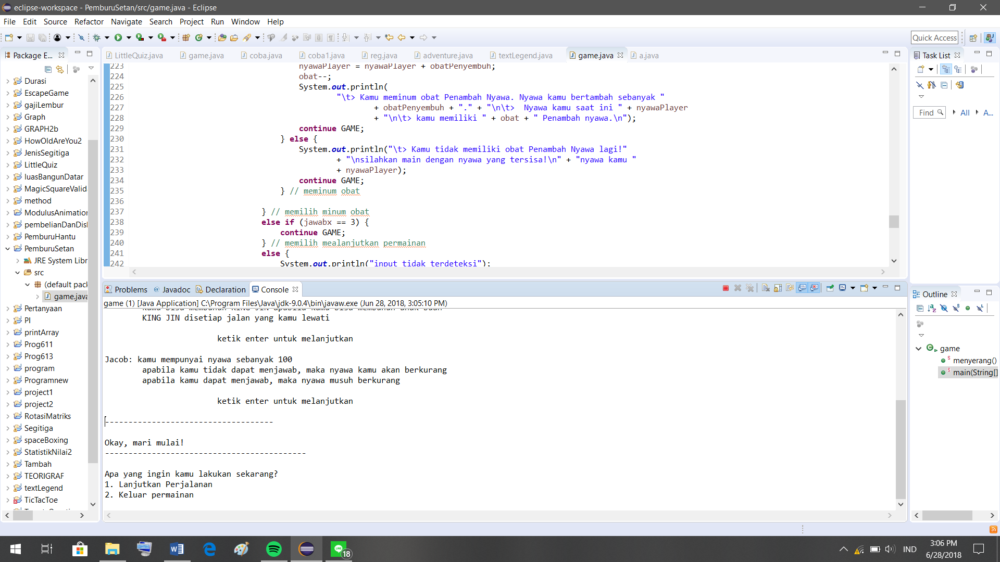 eclipse-workspace - PemburuSetan/src/game.java - Eclipse
File Edit Source Refactor Navigate Search Project Run Window Help
Quick Access
Package E...
LittleQuiz.java game.java coba.java coba1.java reg.java adventure.java textLegend.java game.java a.java
Task List
Durasi
EscapeGame
gajiLembur
Graph
GRAPH2b
HowOldAreYou2
JenisSegitiga
LittleQuiz
luasBangunDatar
MagicSquareValid
method
ModulusAnimation
pembelianDanDisl
PemburuHantu
PemburuSetan
JRE System Libr
src
(default pack
game.java
Pertanyaan
PI
printArray
Prog611
Prog613
program
Programnew
project1
project2
RotasiMatriks
Segitiga
spaceBoxing
StatistikNilai2
Tambah
TEORIGRAF
textLegend
TicTacToe
223 nyawaPlayer = nyawaPlayer + obatPenyembuh;
224 obat--;
225 System.out.println(
226 "\t> Kamu meminum obat Penambah Nyawa. Nyawa kamu bertambah sebanyak "
227 + obatPenyembuh + "." + "\n\t>  Nyawa kamu saat ini " + nyawaPlayer
228 + "\n\t> kamu memiliki " + obat + " Penambah nyawa.\n");
229 continue GAME;
230 } else {
231 System.out.println("\t> Kamu tidak memiliki obat Penambah Nyawa lagi!"
232 + "\nsilahkan main dengan nyawa yang tersisa!\n" + "nyawa kamu "
233 + nyawaPlayer);
234 continue GAME;
235 } // meminum obat
236
237 } // memilih minum obat
238 else if (jawabx == 3) {
239 continue GAME;
240 } // memilih mealanjutkan permainan
241 else {
242 System.out.println("input tidak terdeteksi");
Find All A...
Problems Javadoc Declaration Console
game (1) [Java Application] C:\Program Files\Java\jdk-9.0.4\bin\javaw.exe (Jun 28, 2018, 3:05:10 PM)
kamu bisa membunuh KING JIN apabila kamu bisa membunuh anak buah
KING JIN disetiap jalan yang kamu lewati
ketik enter untuk melanjutkan
Jacob: kamu mempunyai nyawa sebanyak 100
apabila kamu tidak dapat menjawab, maka nyawa kamu akan berkurang
apabila kamu dapat menjawab, maka nyawa musuh berkurang
ketik enter untuk melanjutkan
------------------------------------
Okay, mari mulai!
-------------------------------------------
Apa yang ingin kamu lakukan sekarang?
1. Lanjutkan Perjalanan
2. Keluar permainan
Outline
game
menyerang()
main(String[]
18
IND
3:06 PM
6/28/2018